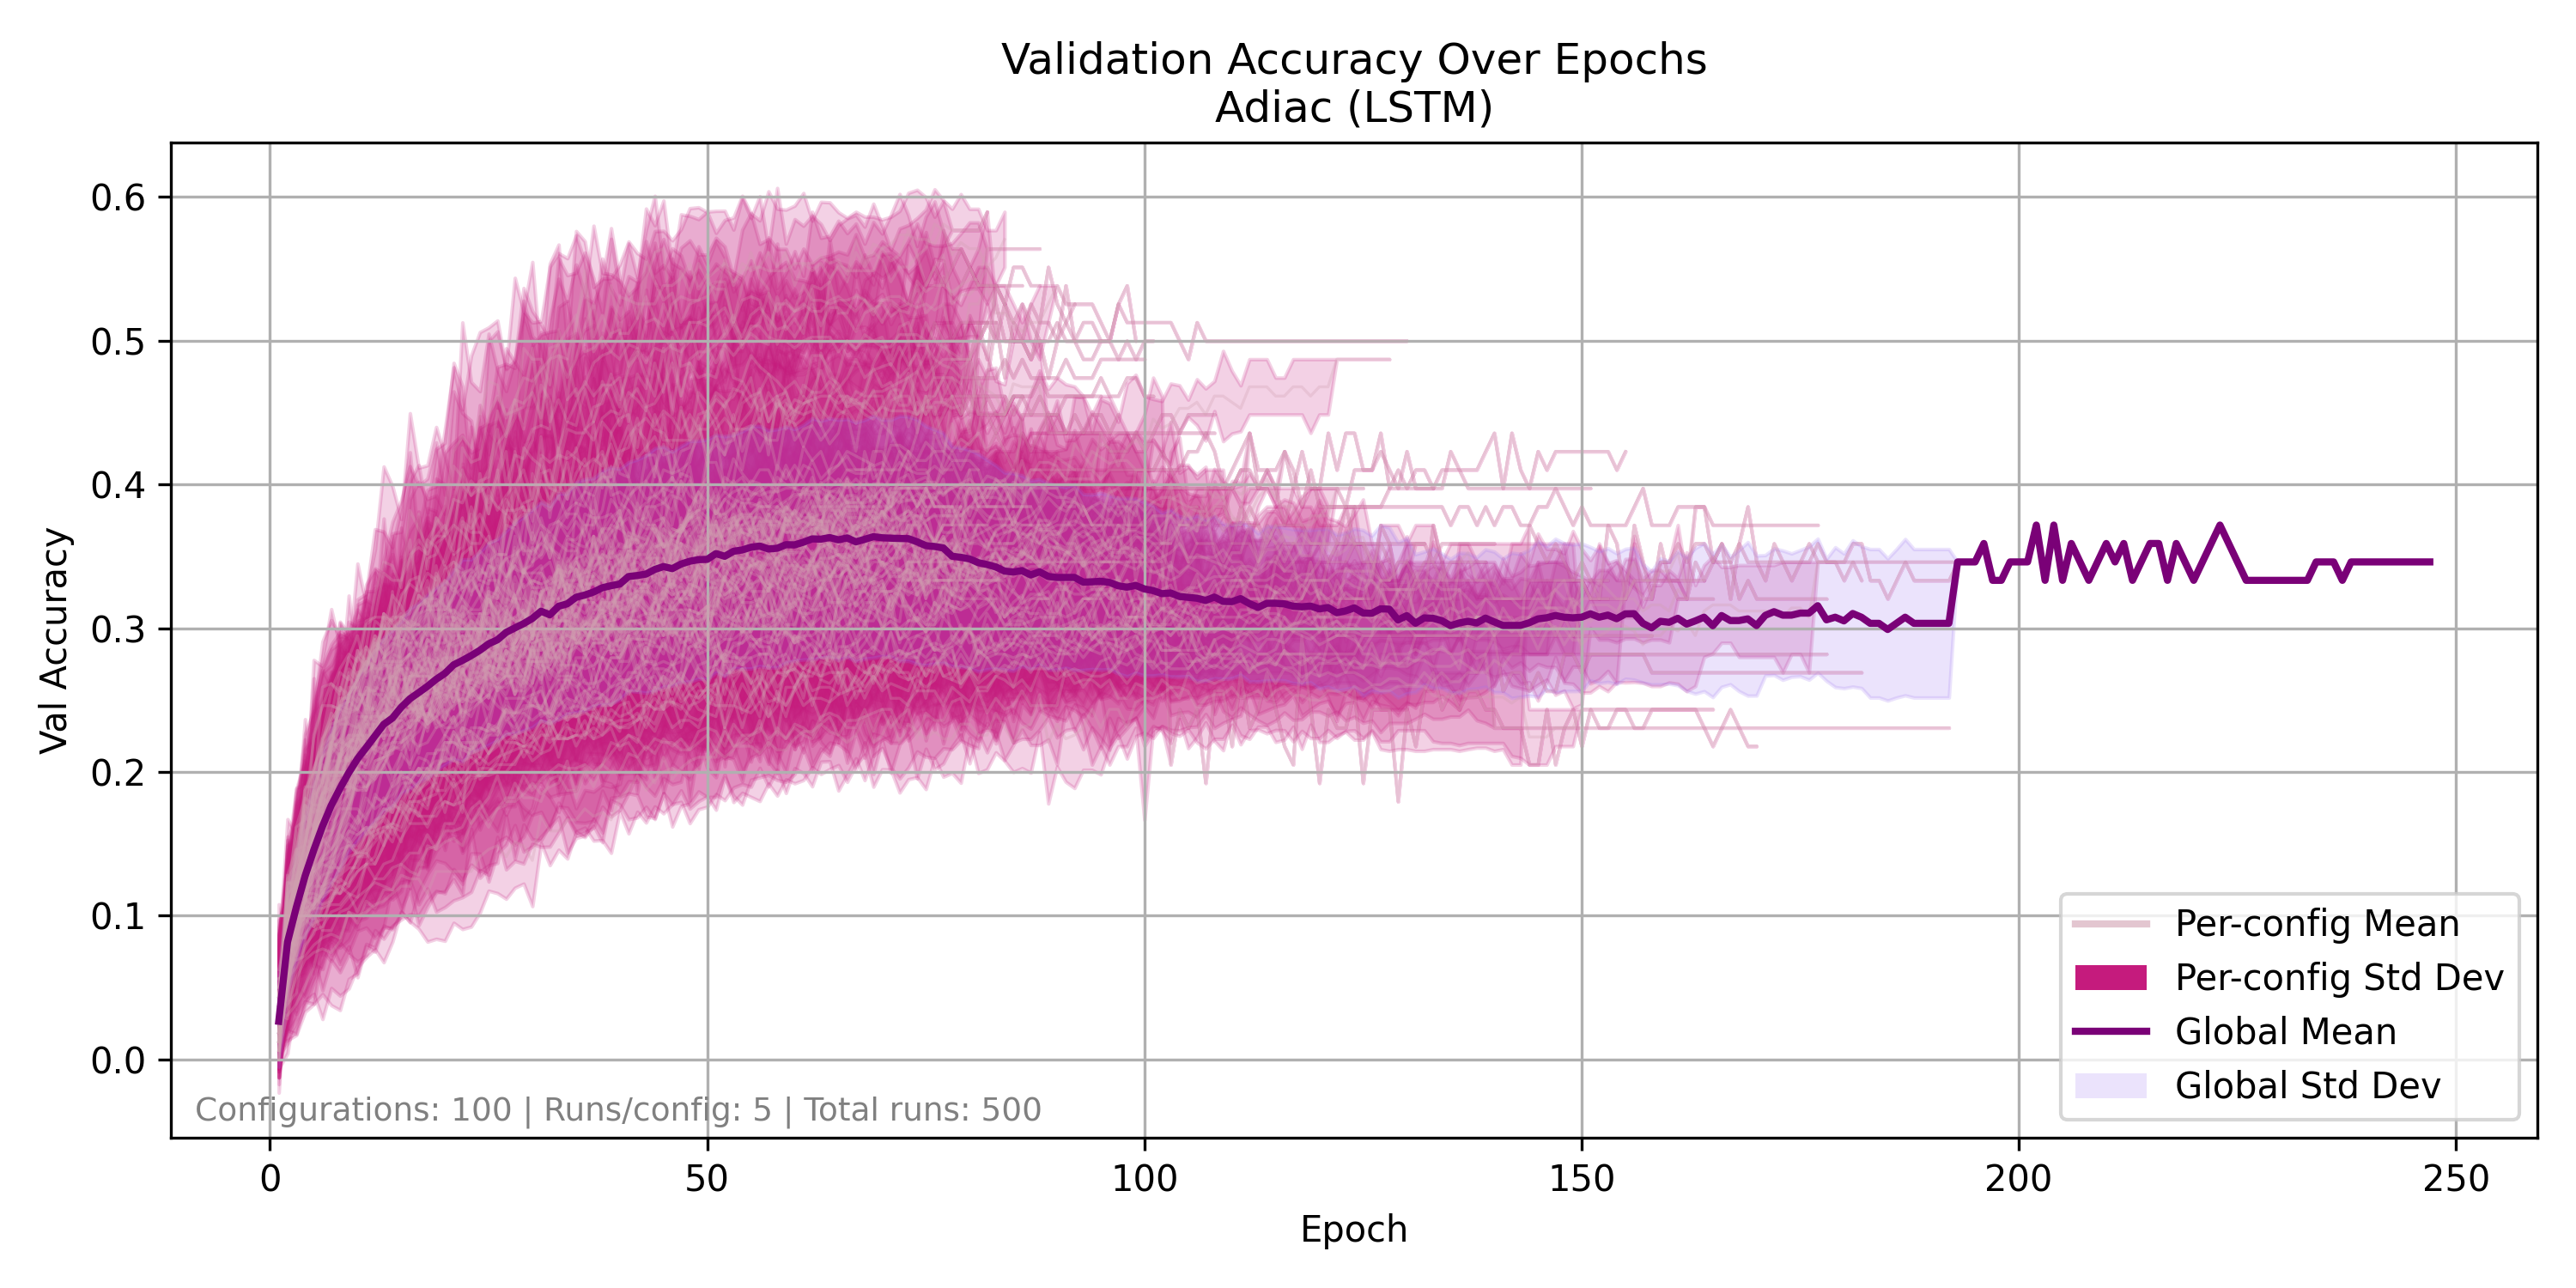 Validation Accuracy Over Epochs
Adiac (LSTM)
Val Accuracy
0.6
0.5
0.4
0.3
0.2
0.1
0.0
Per-config Mean
Per-config Std Dev
Global Mean
Global Std Dev
Configurations: 100 | Runs/config: 5 | Total runs: 500
0 50 100 150 200 250
Epoch